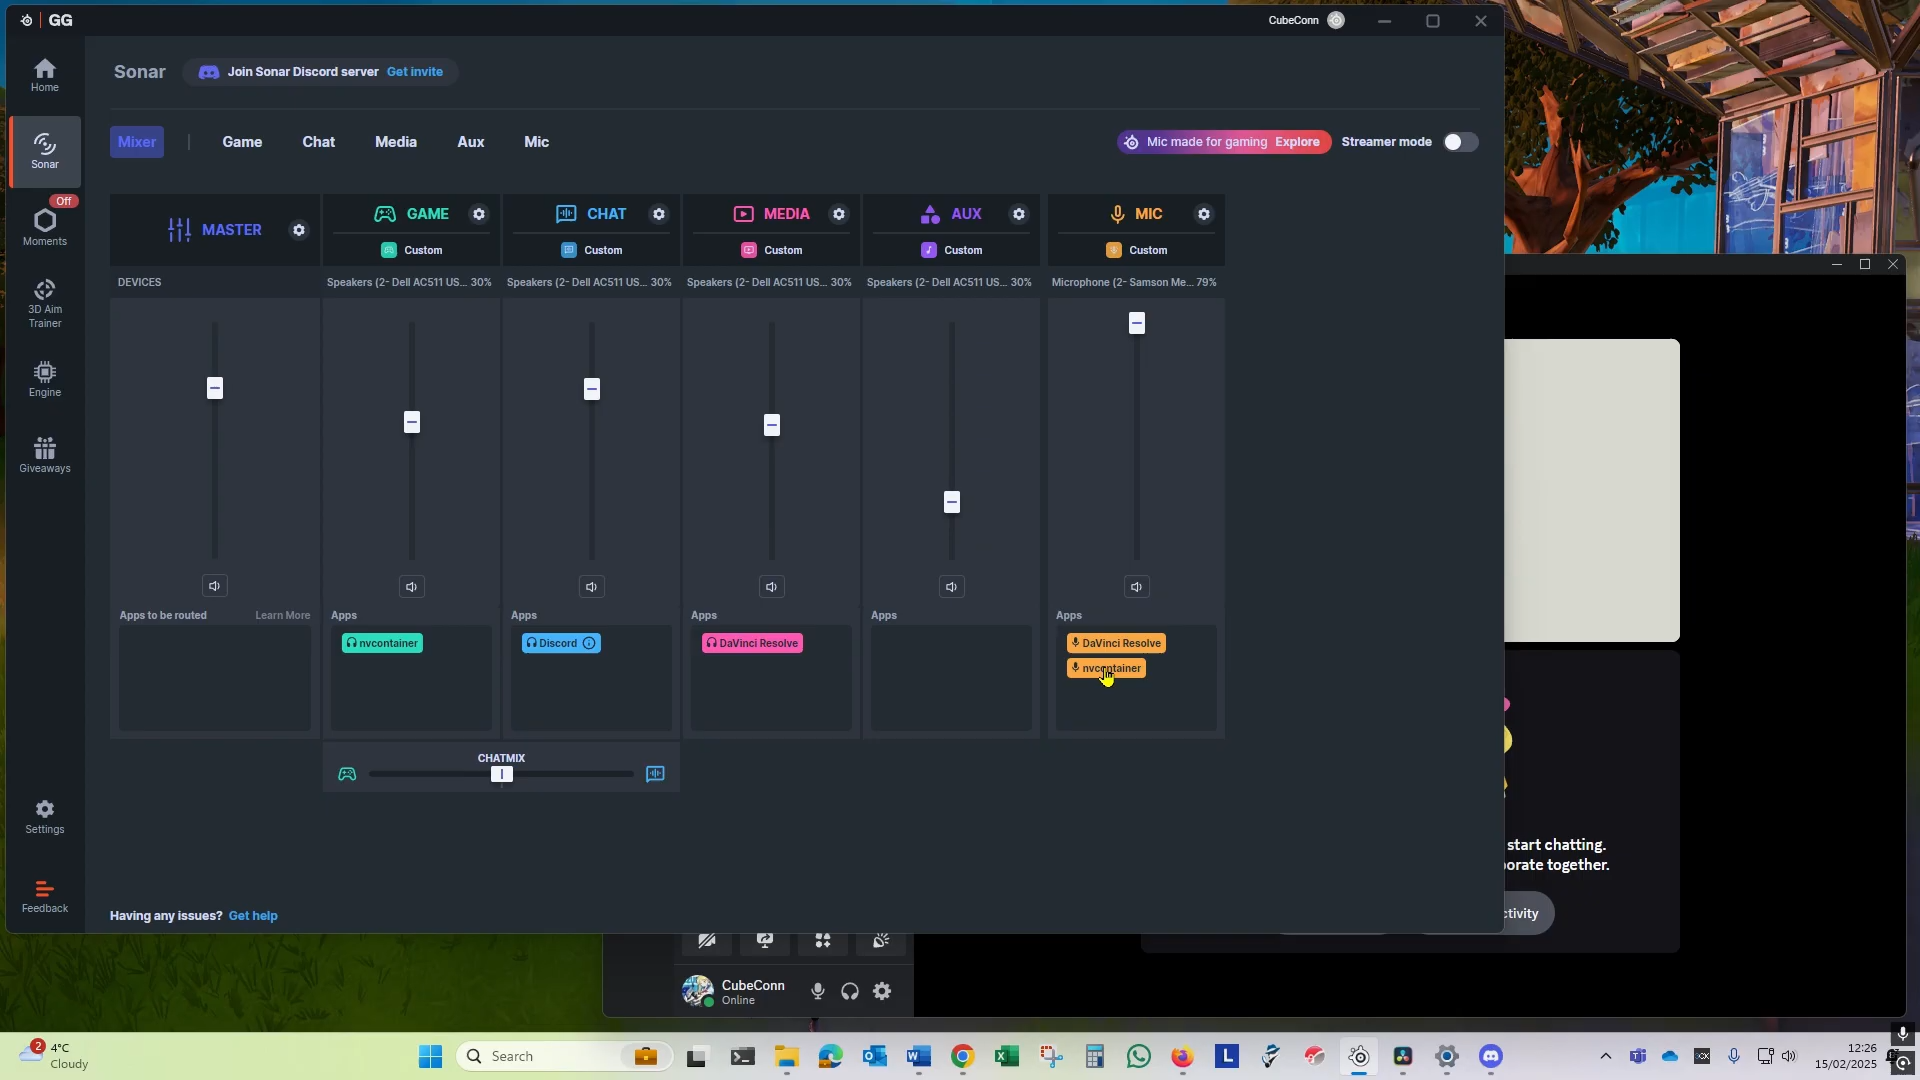 GG
CubeConn
Home
Sonar
Off
Moments
3D Aim
Trainer
Engine
Giveaways
Settings
Feedback
Sonar
Join Sonar Discord server Get invite
Mixer
Game
Chat
Media
Aux
Mic
Mic made for gaming Explore
Streamer mode
MASTER
GAME
CHAT
MEDIA
AUX
MIC
Custom
Custom
Custom
Custom
Custom
DEVICES
Speakers (2- Dell AC511 US... 30%
Speakers (2- Dell AC511 US... 30%
Speakers (2- Dell AC511 US... 30%
Speakers (2- Dell AC511 US... 30%
Microphone (2- Samson Me... 79%
Apps to be routed
Learn More
Apps
Apps
Apps
Apps
Apps
nvcontainer
Discord
DaVinci Resolve
DaVinci Resolve
nvcontainer
CHATMIX
Having any issues? Get help
start chatting.
orate together.
ctivity
CubeConn
Online
2
4°C
Cloudy
Search
L
12:26
15/02/2025